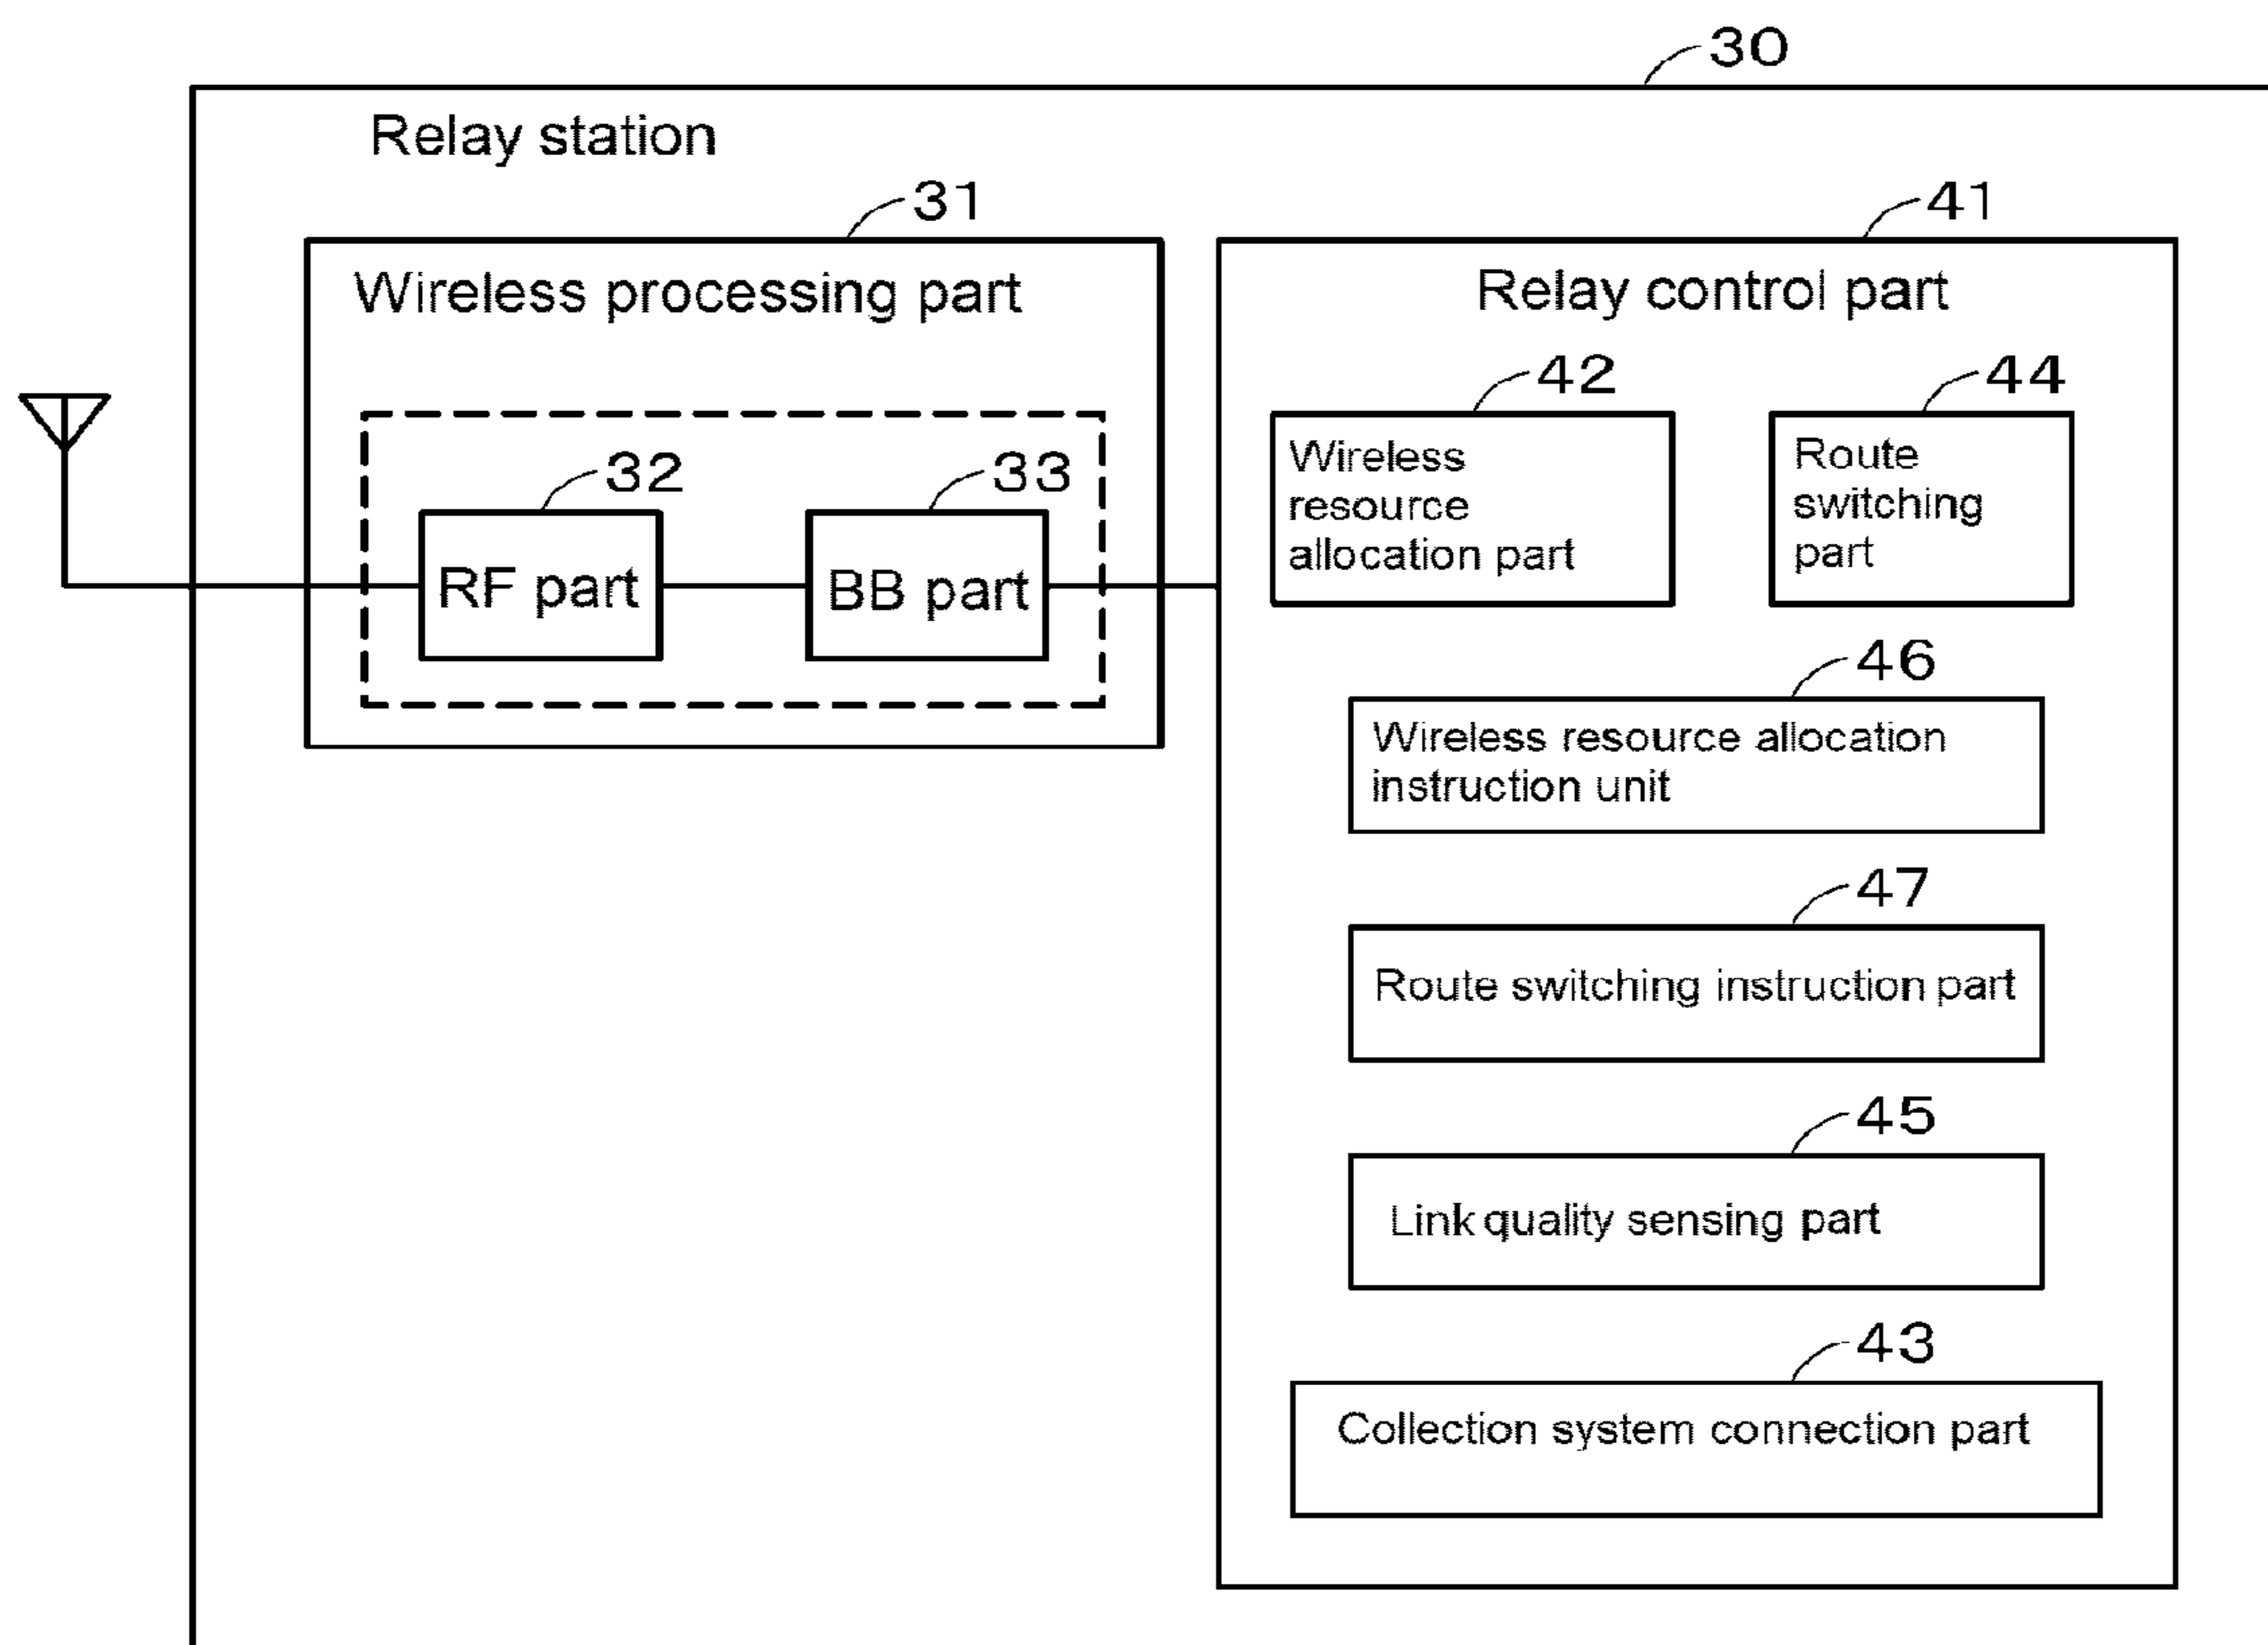 30
Relay station
31
41
Wireless processing part
Relay control part
42
44
Wireless
resource
allocation part
Route
switching
part
32
33
RF part
BB part
46
Wireless resource allocation
instruction unit
47
Route switching instruction part
45
Link quality sensing part
43
Collection system connection part